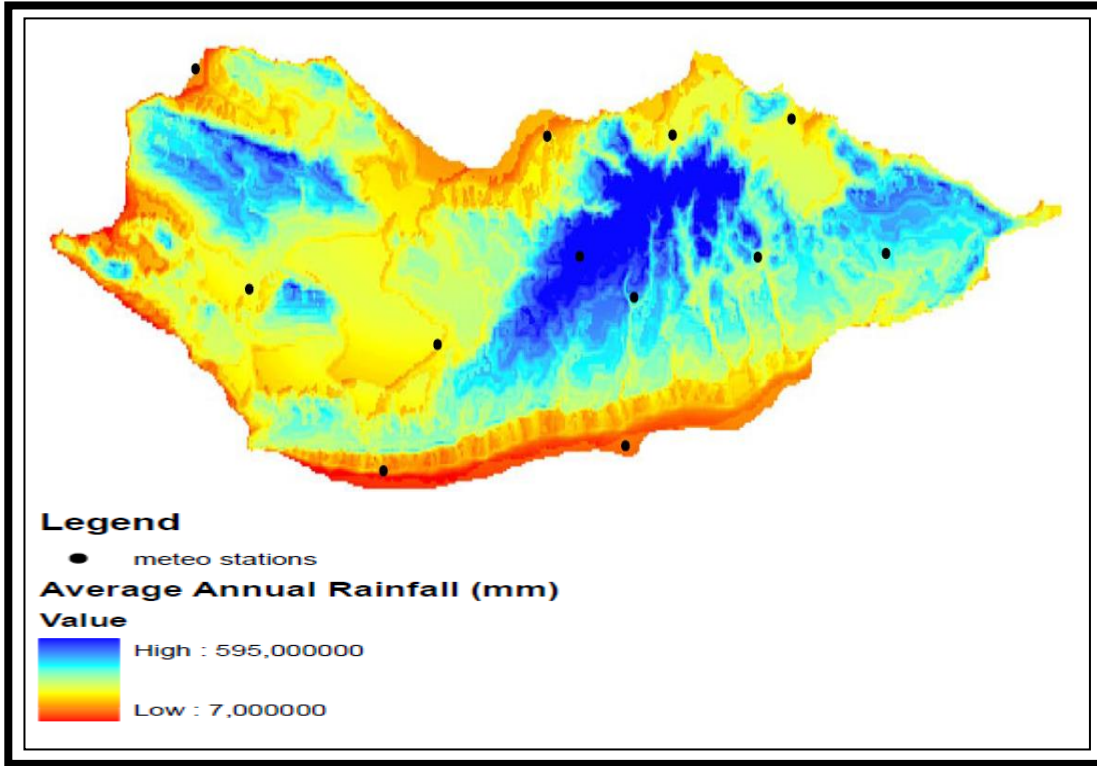 Legend
meteo stations
Average Annual Rainfall (mm)
Value
High : 595,000000
Low : 7,000000